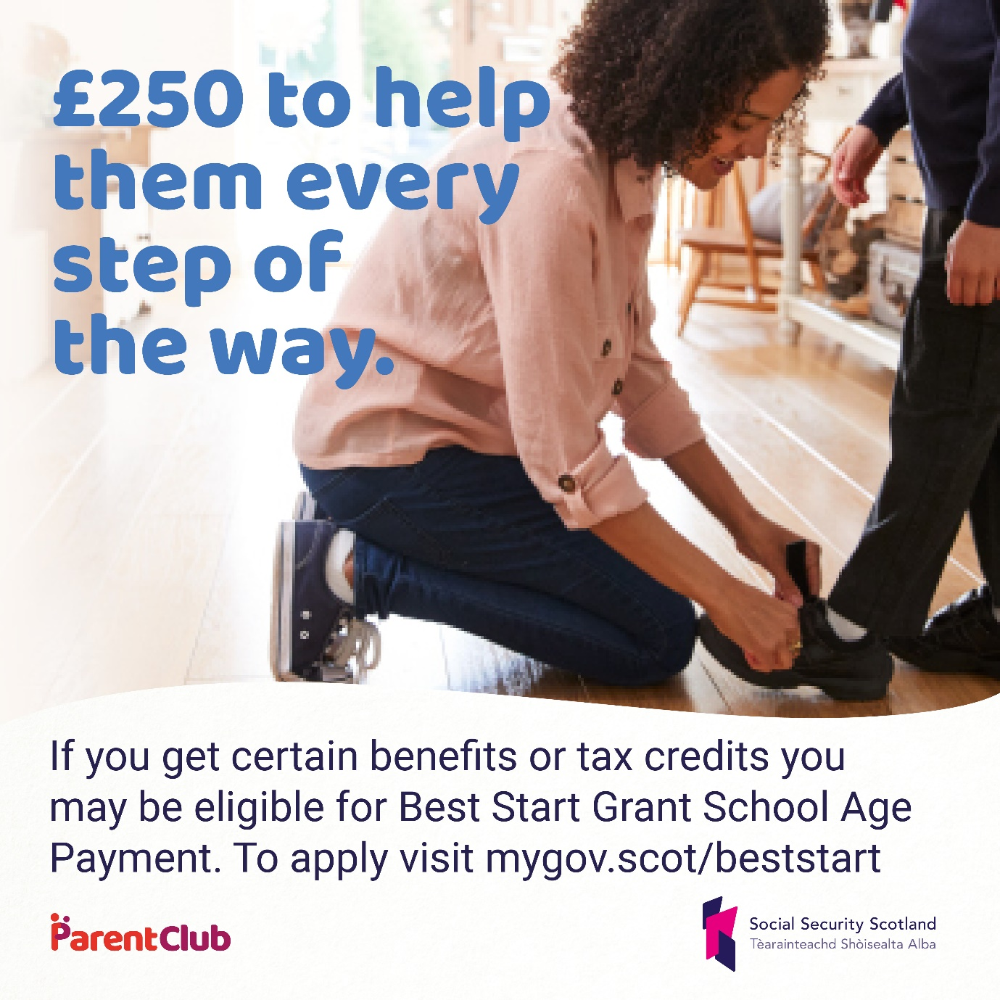 £250 to help
them every
step of
the way.
If you get certain benefits or tax credits you
may be eligible for Best Start Grant School Age
Payment. To apply visit mygov.scot/beststart
ParentClub
Social Security Scotland
Tèarainteachd Shòisealta Alba